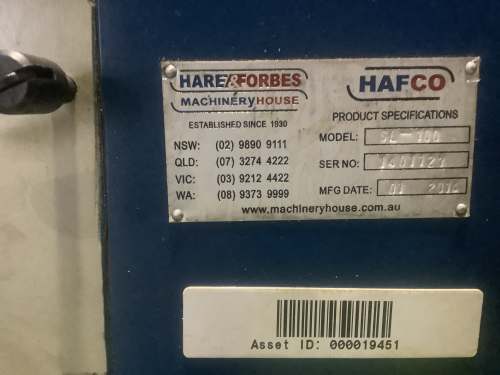 HARE & FORBES
MACHINERYHOUSE
ESTABLISHED SINCE 1930
NSW: (02) 9890 9111
QLD: (07) 3274 4222
VIC: (03) 9212 4422
WA: (08) 9373 9999
HAFCO
PRODUCT SPECIFICATIONS
MODEL:
SER NO:
MFG DATE:
www.machineryhouse.com.au
Asset ID: 000019451